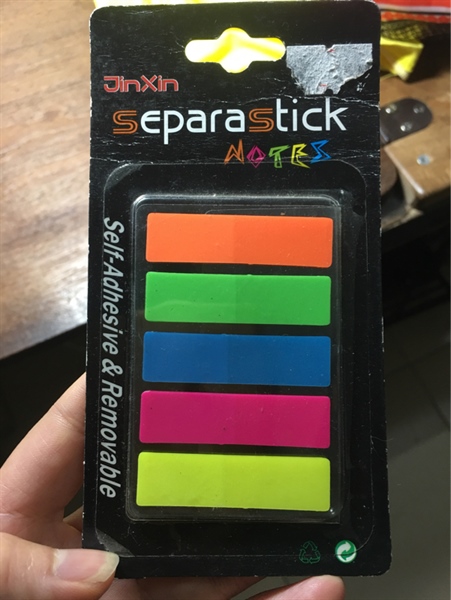 JinXin
SeparaStick
NOTES
Self-Adhesive & Removable